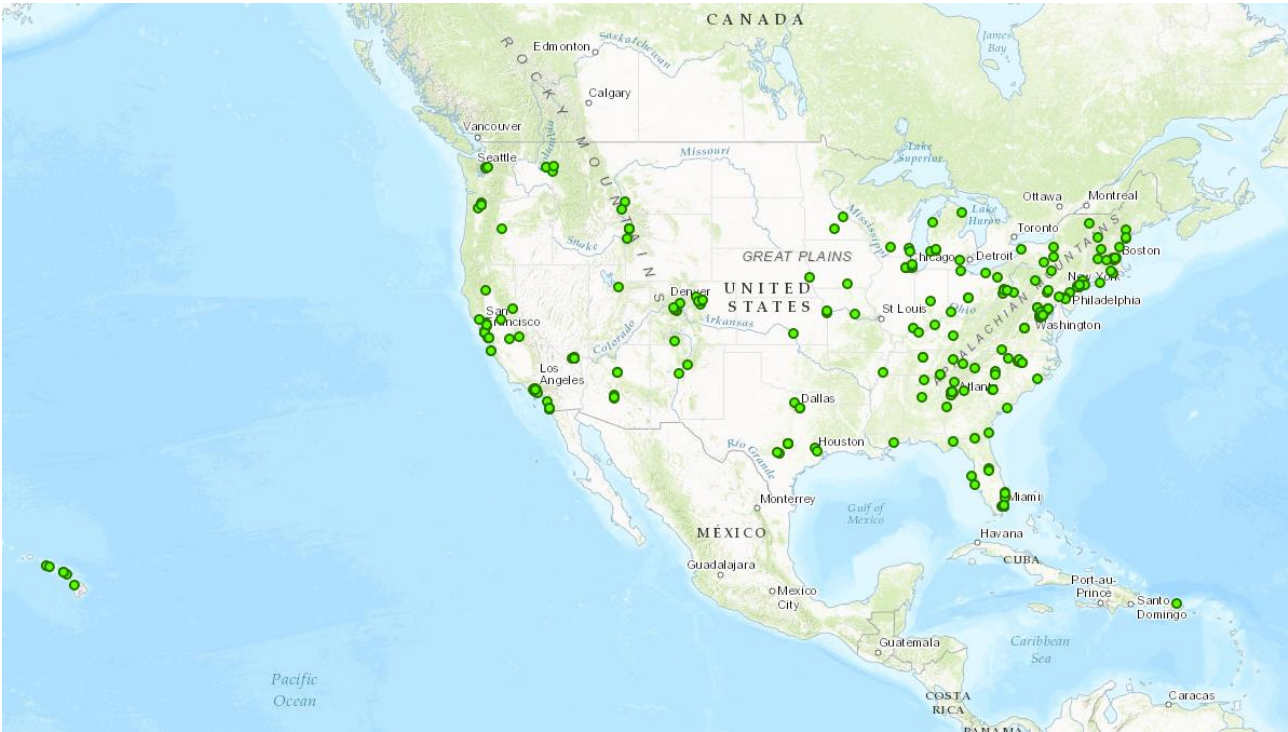 CANADA
James
Bay
Edmonton
Saskatchewan
ROCKY MOUNTAINS
Calgary
Vancouver
Columbia
Seattle
Missouri
Lake
Superior
Ottawa
Montreal
Mississippi
Lake
Huron
Toronto
Snake
GREAT PLAINS
Chicago
Detroit
Boston
APPALACHIAN MOUNTAINS
New York
Denver
UNITED
STATES
St Louis
Ohio
Philadelphia
San
Francisco
Colorado
Arkansas
Washington
Los
Angeles
Atlanta
Dallas
Rio Grande
Houston
Monterrey
Gulf of
Mexico
Miami
MÉXICO
Havana
CUBA
Guadalajara
Mexico
City
Port-au-
Prince
Santo
Domingo
Guatemala
Caribbean
Sea
Pacific
Ocean
COSTA
RICA
Caracas
PANAMA